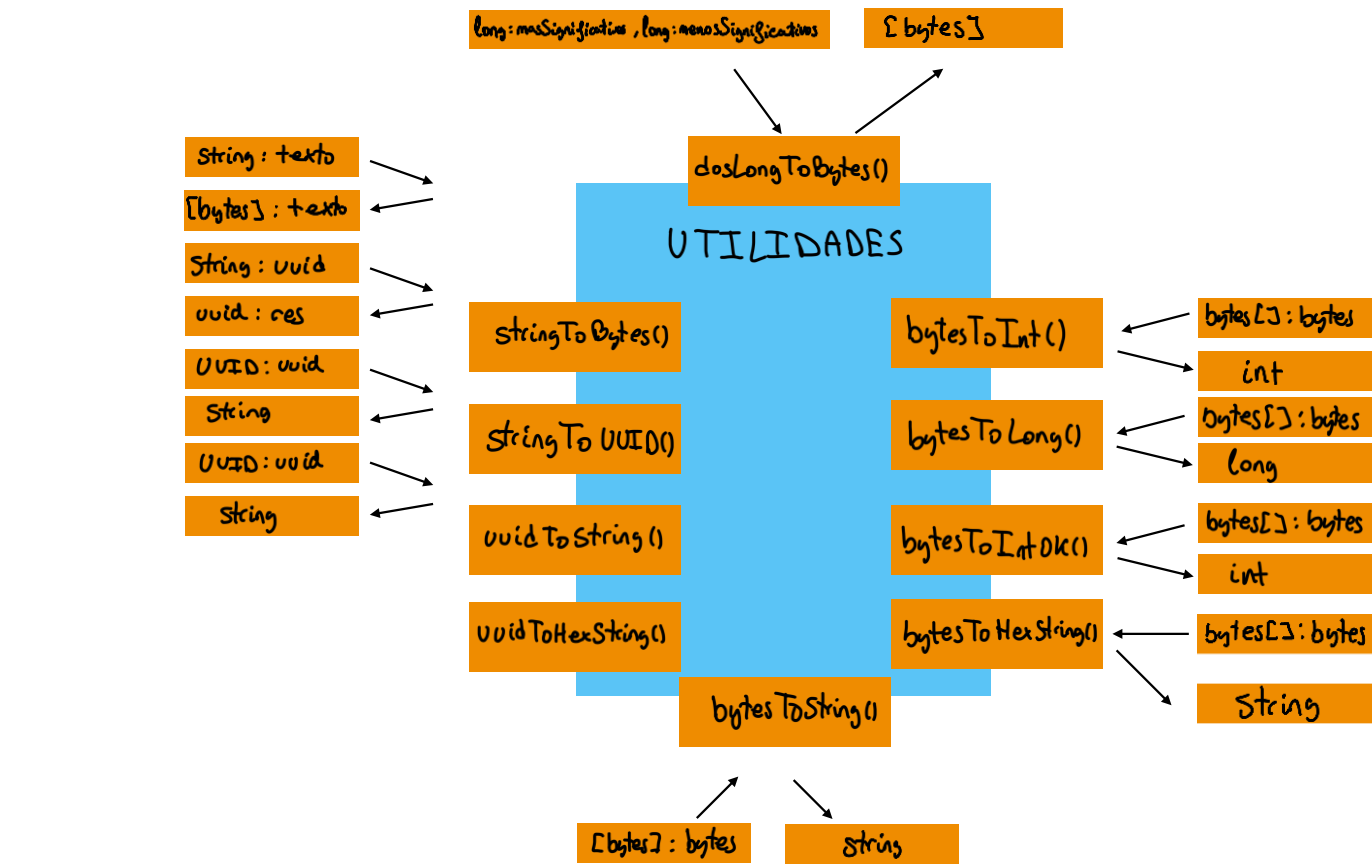 long: masSignificativos, long: menosSignificativos
[bytes]
dosLongToBytes()
UTILIDADES
String: texto
[bytes]: texto
String: uuid
uuid: res
UUID: uuid
String
UUID: uuid
String
stringToBytes()
stringToUUID()
uuidToString()
uuidToHexString()
bytesToInt()
bytesToLong()
bytesToIntOK()
bytesToHexString()
bytes[]: bytes
int
bytes[]: bytes
long
bytes[]: bytes
int
bytes[]: bytes
String
bytesToString()
[bytes]: bytes
String